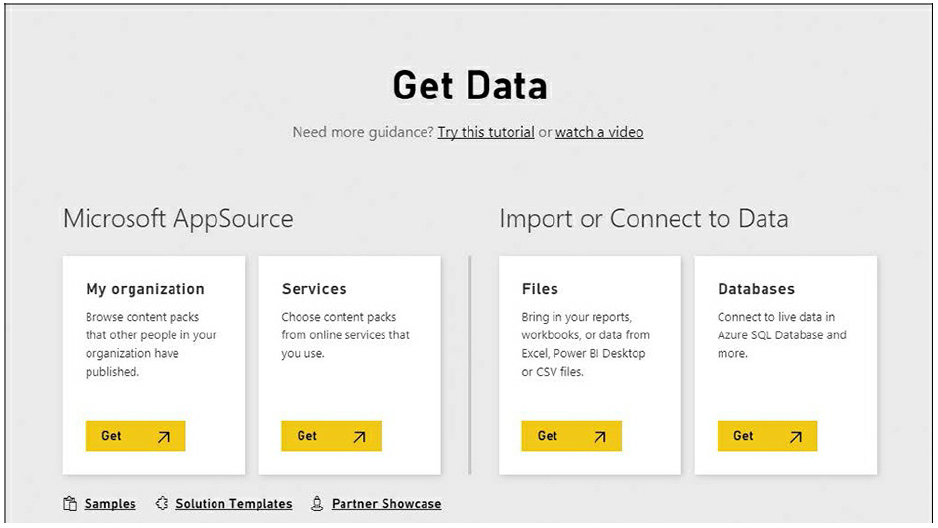 Get Data
Need more guidance? Try this tutorial or watch a video
Microsoft AppSource
My organization
Browse content packs
that other people in your
organization have
published.
Get
Services
Choose content packs
from online services that
you use.
Get
Import or Connect to Data
Files
Bring in your reports,
workbooks, or data from
Excel, Power BI Desktop
or CSV files.
Get
Databases
Connect to live data in
Azure SQL Database and
more.
Get
Samples Solution Templates Partner Showcase